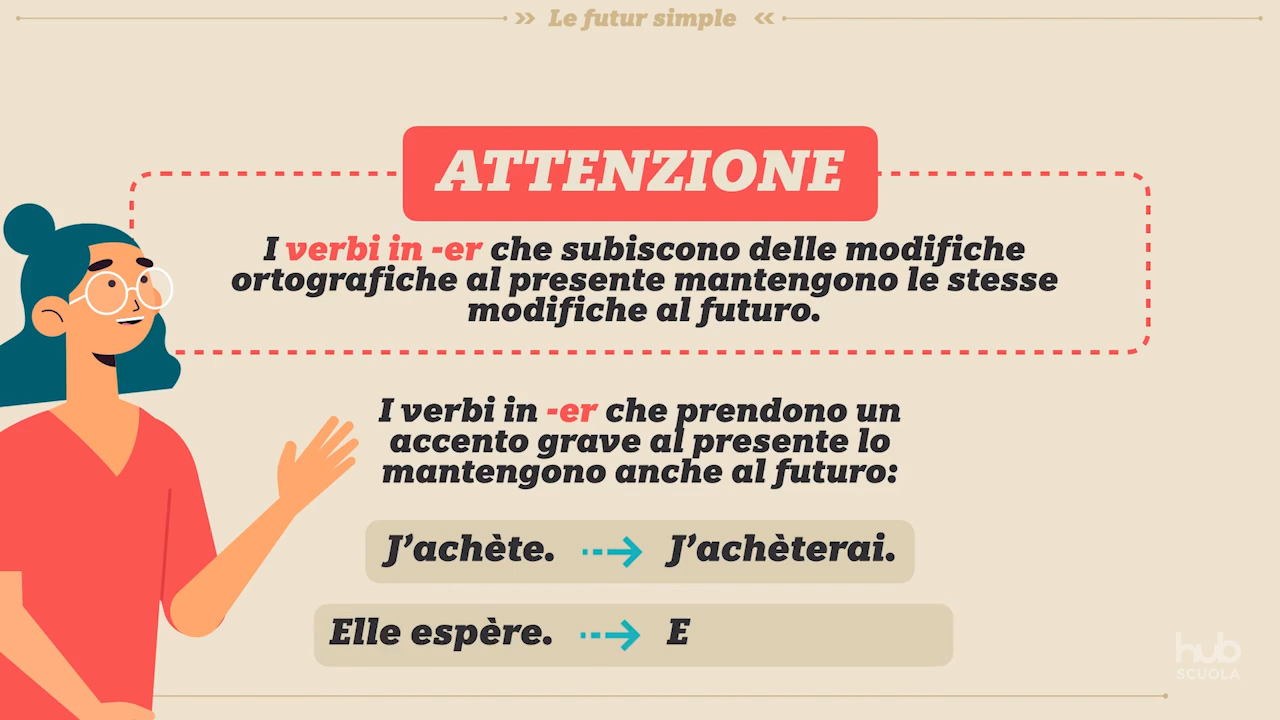 » Le futur simple «
ATTENZIONE
I verbi in -er che subiscono delle modifiche
ortografiche al presente mantengono le stesse
modifiche al futuro.
I verbi in -er che prendono un
accento grave al presente lo
mantengono anche al futuro:
J’achète. → J’achèterai.
Elle espère. → E
hub
SCUOLA